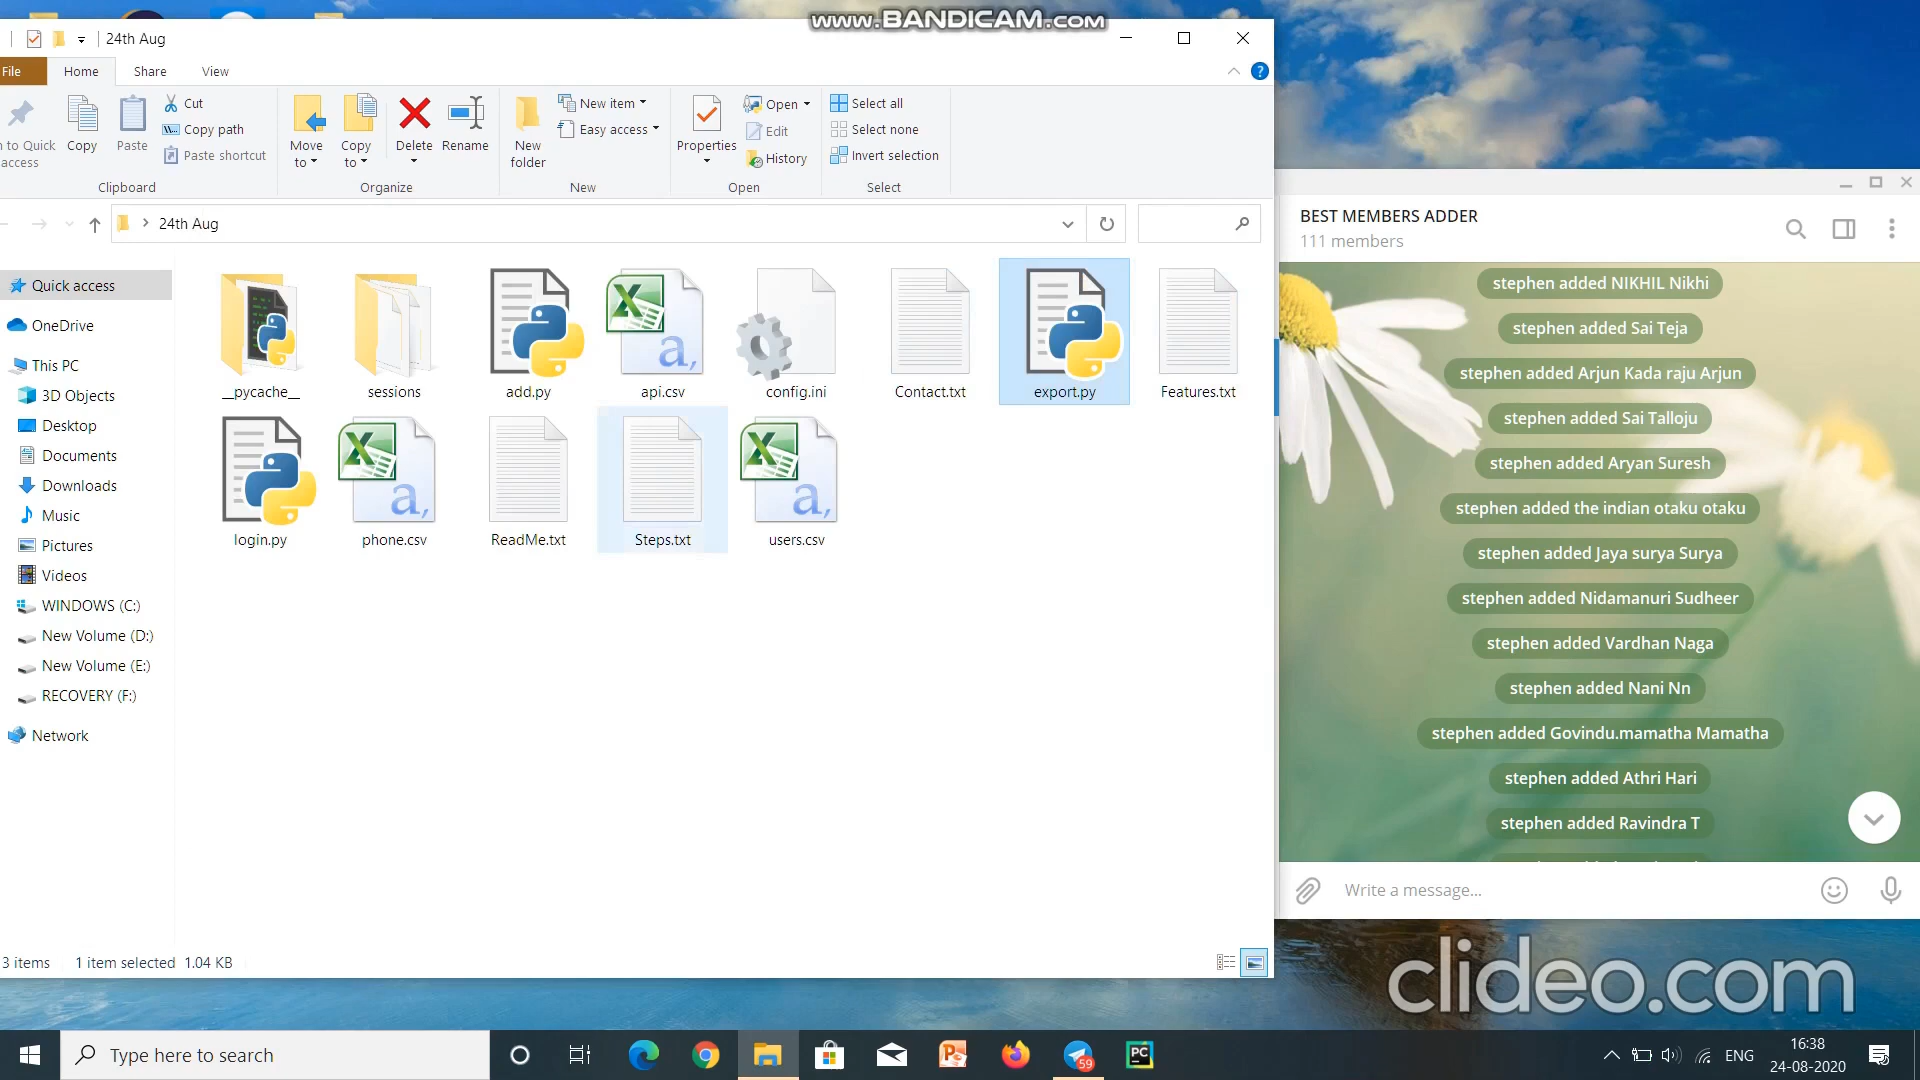 www.BANDICAM.com
24th Aug
File
Home
Share
View
Cut
Copy path
Paste shortcut
to Quick access
Copy
Paste
Clipboard
Move to
Copy to
Delete
Rename
Organize
New folder
New item
Easy access
New
Properties
Open
Edit
History
Open
Select all
Select none
Invert selection
Select
24th Aug
Quick access
OneDrive
This PC
3D Objects
Desktop
Documents
Downloads
Music
Pictures
Videos
WINDOWS (C:)
New Volume (D:)
New Volume (E:)
RECOVERY (F:)
Network
__pycache__
sessions
add.py
api.csv
config.ini
Contact.txt
export.py
Features.txt
login.py
phone.csv
ReadMe.txt
Steps.txt
users.csv
3 items
1 item selected 1.04 KB
BEST MEMBERS ADDER
111 members
stephen added NIKHIL Nikhi
stephen added Sai Teja
stephen added Arjun Kada raju Arjun
stephen added Sai Talloju
stephen added Aryan Suresh
stephen added the indian otaku otaku
stephen added Jaya surya Surya
stephen added Nidamanuri Sudheer
stephen added Vardhan Naga
stephen added Nani Nn
stephen added Govindu.mamatha Mamatha
stephen added Athri Hari
stephen added Ravindra T
Write a message...
clideo.com
Type here to search
59
PC
ENG
16:38
24-08-2020